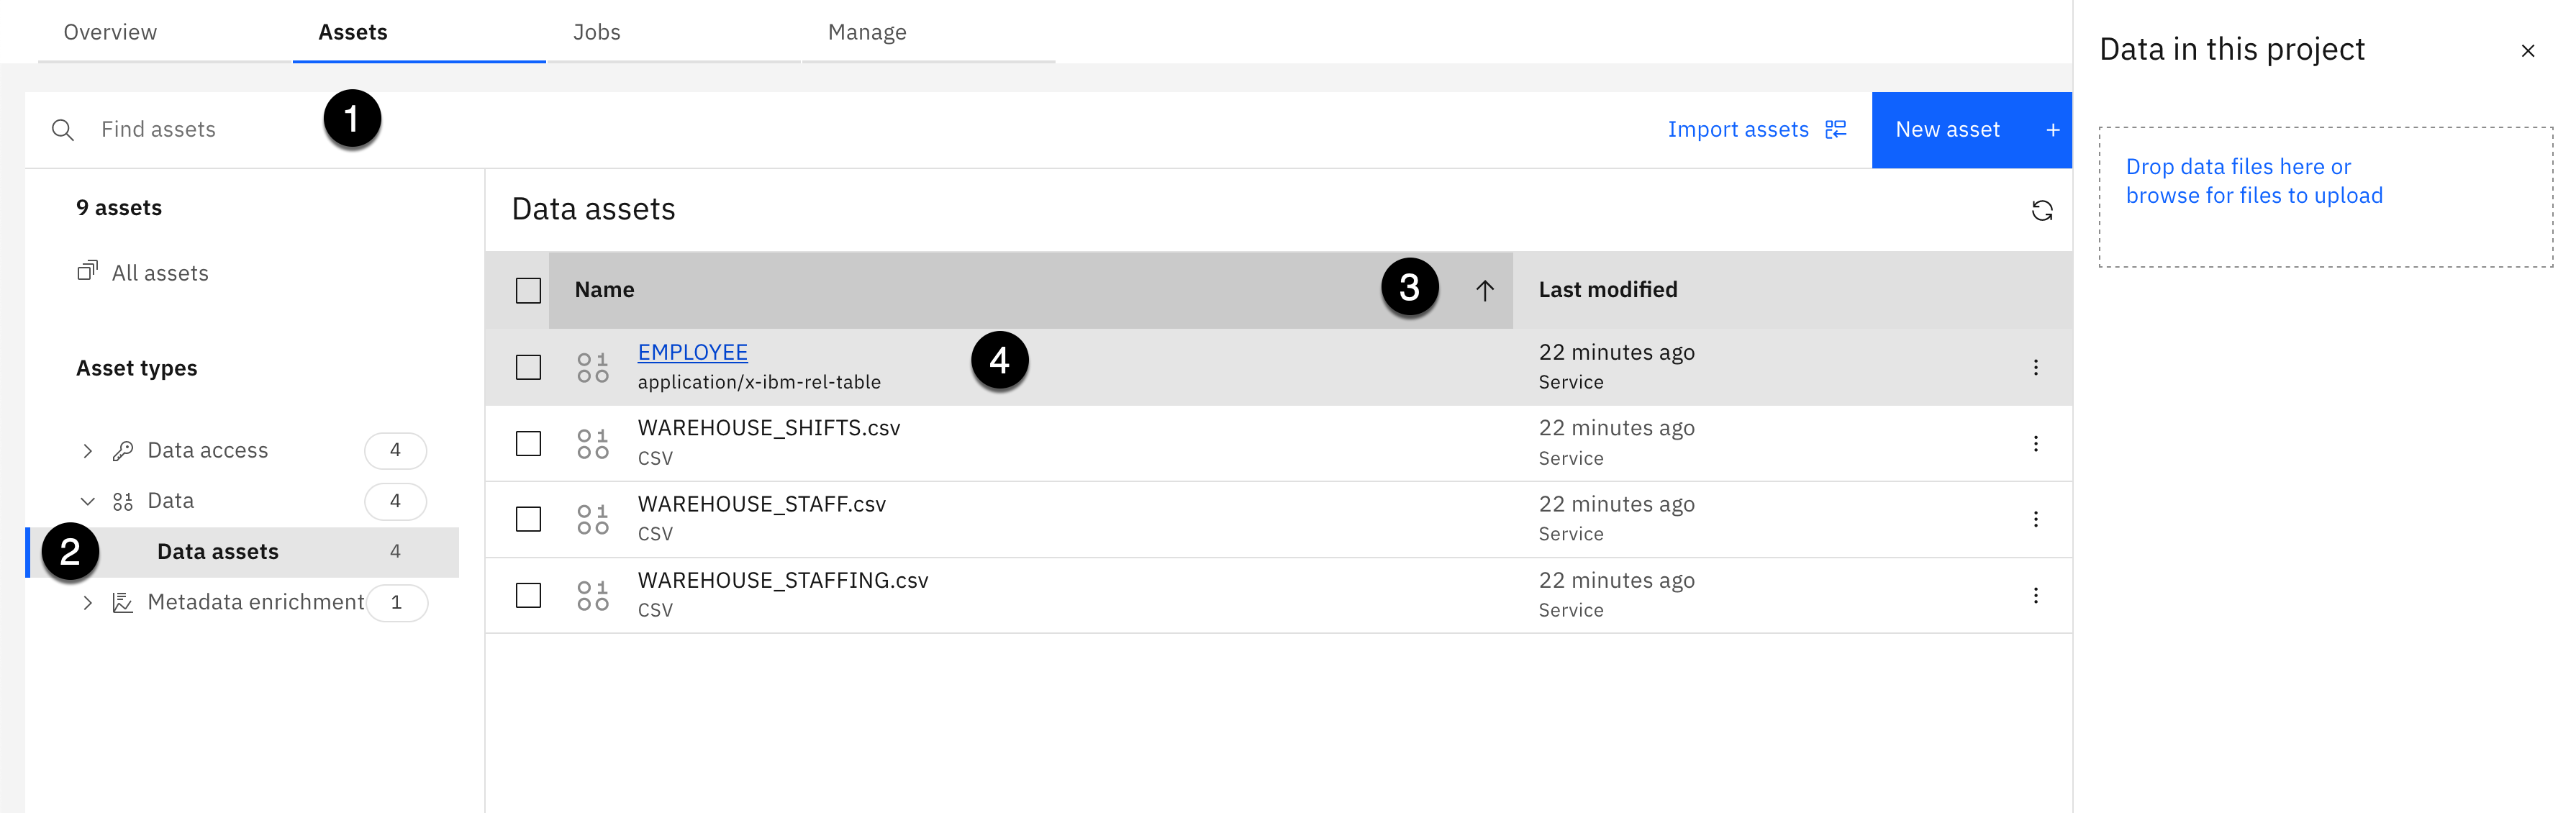 Overview Assets Jobs Manage
1
Find assets
Import assets
New asset +
9 assets
All assets
Asset types
Data access 4
Data 4
2 Data assets 4
Metadata enrichment 1
Data assets
Name 3 Last modified
EMPLOYEE 4 22 minutes ago
application/x-ibm-rel-table Service
WAREHOUSE_SHIFTS.csv 22 minutes ago
CSV Service
WAREHOUSE_STAFF.csv 22 minutes ago
CSV Service
WAREHOUSE_STAFFING.csv 22 minutes ago
CSV Service
Data in this project
Drop data files here or
browse for files to upload